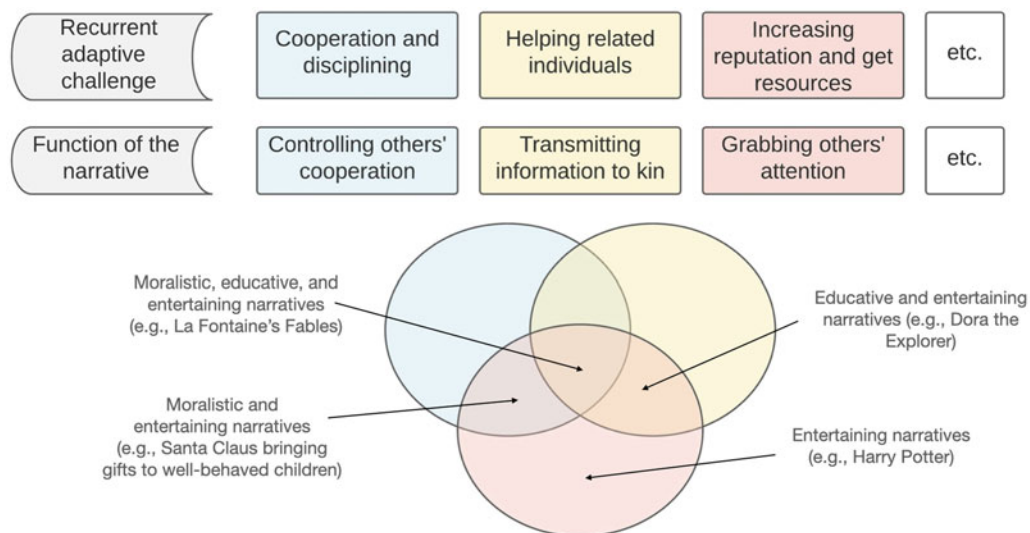 Recurrent
adaptive
challenge
Cooperation and
disciplining
Helping related
individuals
Increasing
reputation and get
resources
etc.
Function of the
narrative
Controlling others'
cooperation
Transmitting
information to kin
Grabbing others'
attention
etc.
Moralistic, educative, and
entertaining narratives
(e.g., La Fontaine's Fables)
Educative and entertaining
narratives (e.g., Dora the
Explorer)
Moralistic and
entertaining narratives
(e.g., Santa Claus bringing
gifts to well-behaved children)
Entertaining narratives
(e.g., Harry Potter)